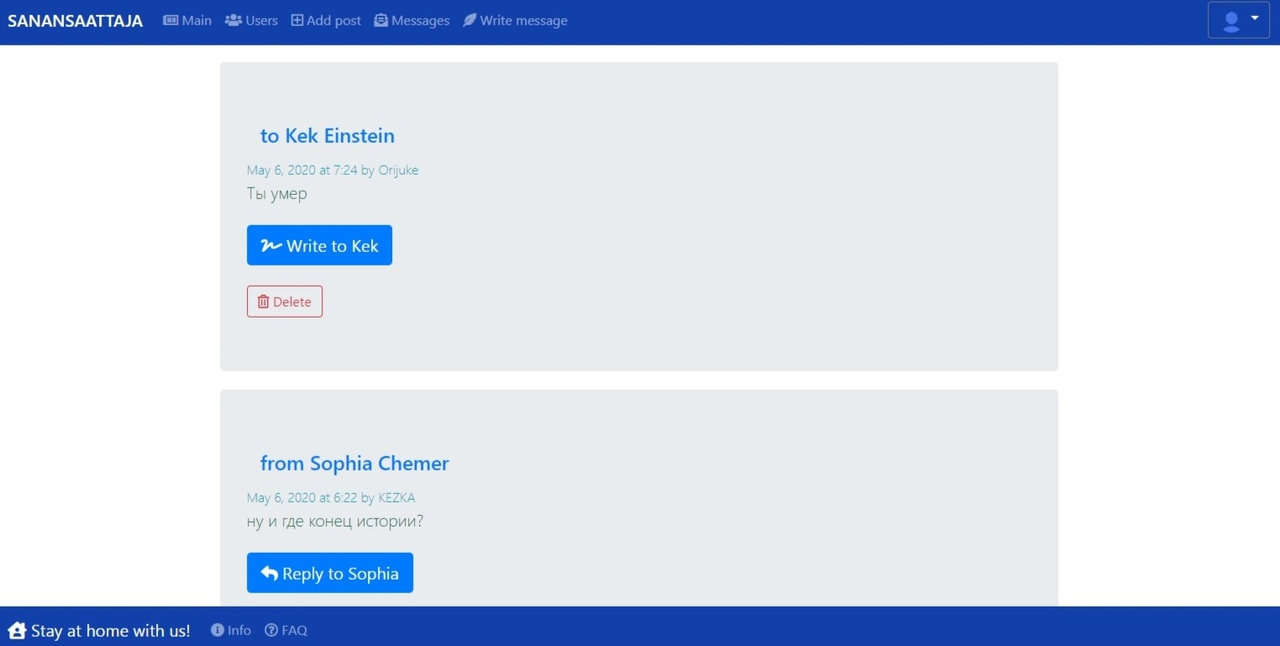 SANANSAATTAJA Main Users Add post Messages Write message
to Kek Einstein
May 6, 2020 at 7:24 by Orijuke
Ты умер
Write to Kek
Delete
from Sophia Chemer
May 6, 2020 at 6:22 by KEZKA
ну и где конец истории?
Reply to Sophia
Stay at home with us! Info FAQ